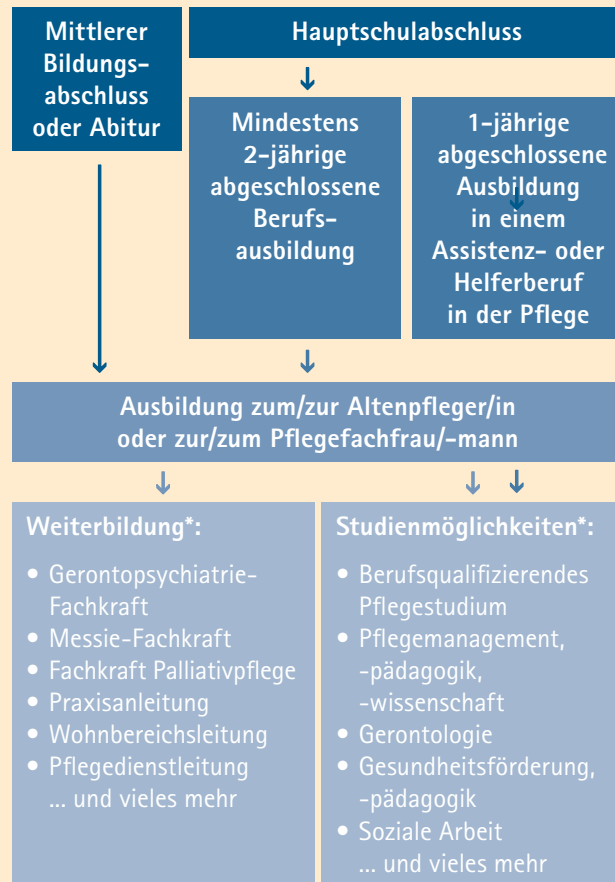 Mittlerer
Bildungs-
abschluss
oder Abitur
Hauptschulabschluss
Mindestens
2-jährige
abgeschlossene
Berufs-
ausbildung
1-jährige
abgeschlossene
Ausbildung
in einem
Assistenz- oder
Helferberuf
in der Pflege
Ausbildung zum/zur Altenpfleger/in
oder zur/zum Pflegefachfrau/-mann
Weiterbildung*:
• Gerontopsychiatrie-
Fachkraft
• Messie-Fachkraft
• Fachkraft Palliativpflege
• Praxisanleitung
• Wohnbereichsleitung
• Pflegedienstleitung
... und vieles mehr
Studienmöglichkeiten*:
• Berufsqualifizierendes
Pflegestudium
• Pflegemanagement,
-pädagogik,
-wissenschaft
• Gerontologie
• Gesundheitsförderung,
-pädagogik
• Soziale Arbeit
... und vieles mehr